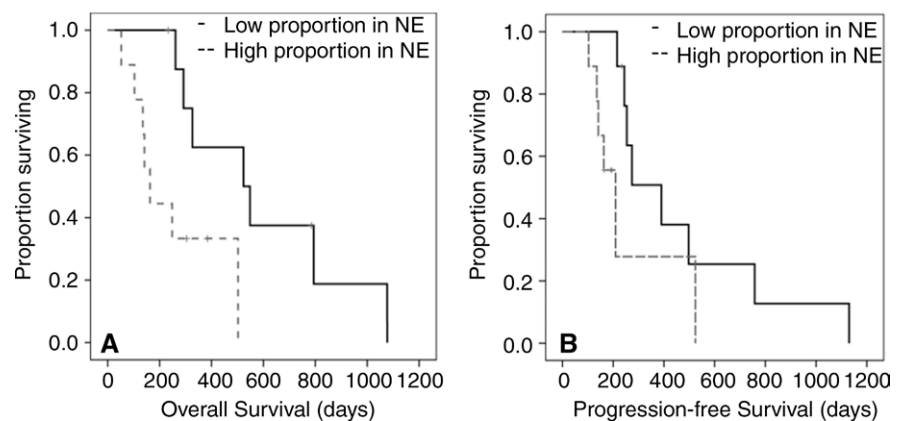 Low proportion in NE
High proportion in NE
Proportion surviving
1.0
0.8
0.6
0.4
0.2
0.0
A
0 200 400 600 800 1000 1200
Overall Survival (days)
Low proportion in NE
High proportion in NE
Proportion surviving
1.0
0.8
0.6
0.4
0.2
0.0
B
0 200 400 600 800 1000 1200
Progression-free Survival (days)